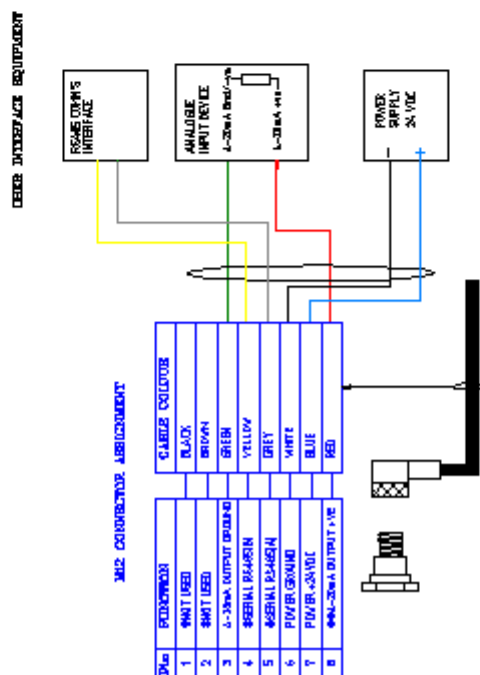 USER INTERFACE EQUIPMENT
RS485 COMM'S
INTERFACE
ANALOGUE
INPUT DEVICE
4-20mA Gnd/-ve
4-20mA +ve
POWER
SUPPLY
24 VDC
- +
M12 CONNECTOR ASSIGNMENT
Pin FUNCTION CABLE COLOUR
1 *NOT USED BLACK
2 *NOT USED BROWN
3 4-20mA OUTPUT GROUND GREEN
4 *SERIAL RS485(B) YELLOW
5 *SERIAL RS485(A) GREY
6 POWER GROUND WHITE
7 POWER +24VDC BLUE
8 **4-20mA OUTPUT +VE RED